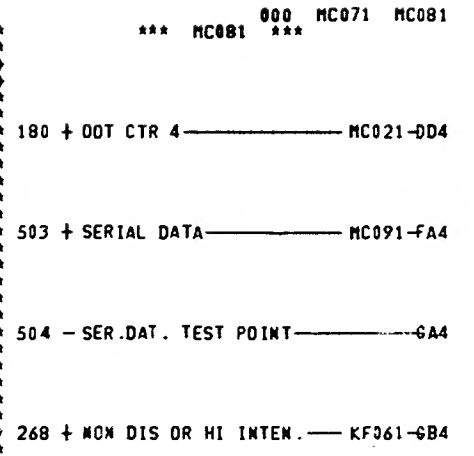 000 MC071 MC081
*** MC081 ***
180 + DOT CTR 4 MC021-DD4
503 + SERIAL DATA MC091-FA4
504 - SER.DAT. TEST POINT GA4
268 + NON DIS OR HI INTEN. KF061-GB4